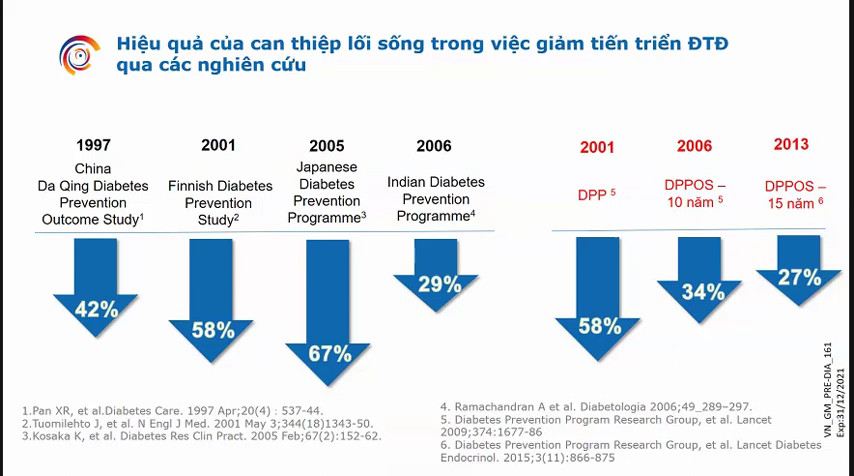 Hiệu quả của can thiệp lối sống trong việc giảm tiến triển ĐTĐ
qua các nghiên cứu
1997
China
Da Qing Diabetes
Prevention
Outcome Study1
2001
Finnish Diabetes
Prevention
Study2
2005
Japanese
Diabetes
Prevention
Programme3
2006
Indian Diabetes
Prevention
Programme4
2001
DPP 5
2006
DPPOS –
10 năm 5
2013
DPPOS –
15 năm 6
42%
58%
67%
29%
58%
34%
27%
1.Pan XR, et al.Diabetes Care. 1997 Apr;20(4) : 537-44.
2.Tuomilehto J, et al. N Engl J Med. 2001 May 3;344(18)1343-50.
3.Kosaka K, et al. Diabetes Res Clin Pract. 2005 Feb;67(2):152-62.
4. Ramachandran A et al. Diabetologia 2006;49_289–297.
5. Diabetes Prevention Program Research Group, et al. Lancet
2009;374:1677-86
6. Diabetes Prevention Program Research Group, et al. Lancet Diabetes
Endocrinol. 2015;3(11):866-875
VN_GM_PRE-DIA_161
Exp:31/12/2021